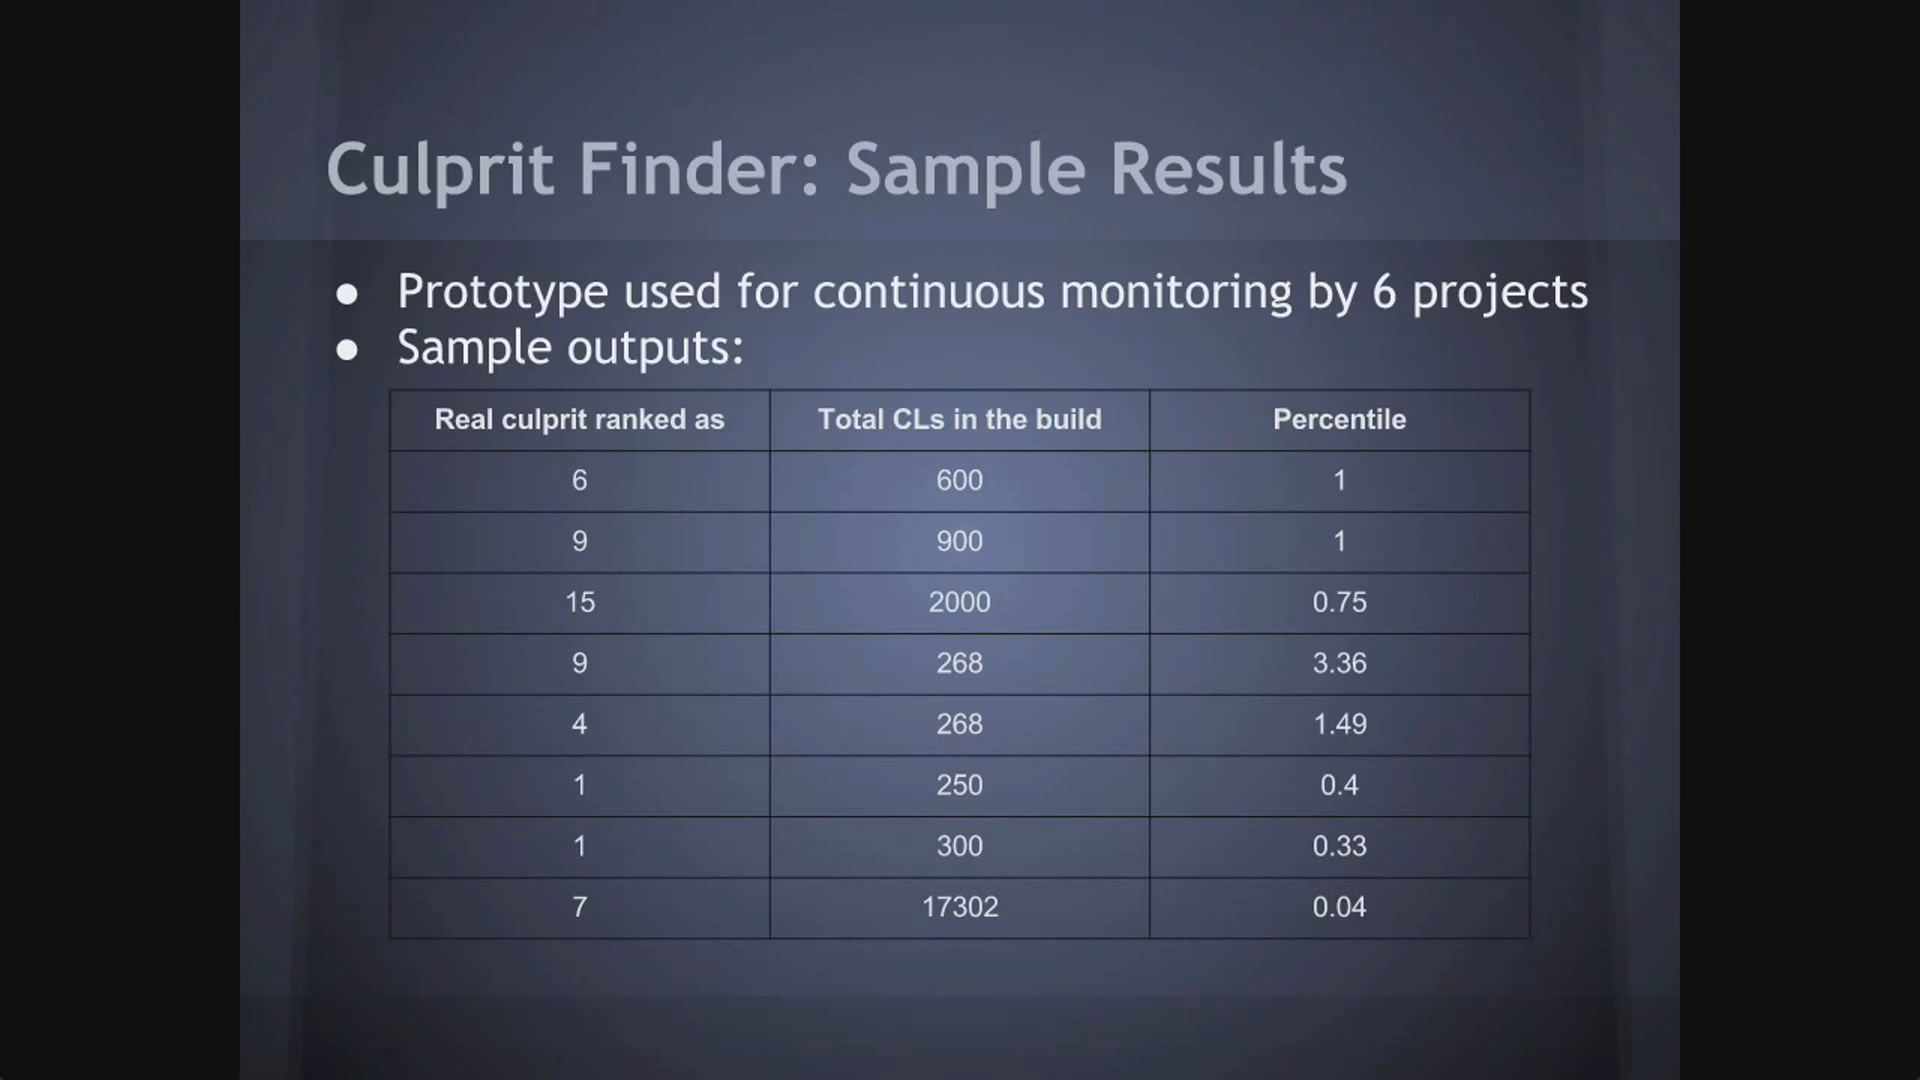 Culprit Finder: Sample Results
● Prototype used for continuous monitoring by 6 projects
● Sample outputs:
Real culprit ranked as Total CLs in the build Percentile
6 600 1
9 900 1
15 2000 0.75
9 268 3.36
4 268 1.49
1 250 0.4
1 300 0.33
7 17302 0.04